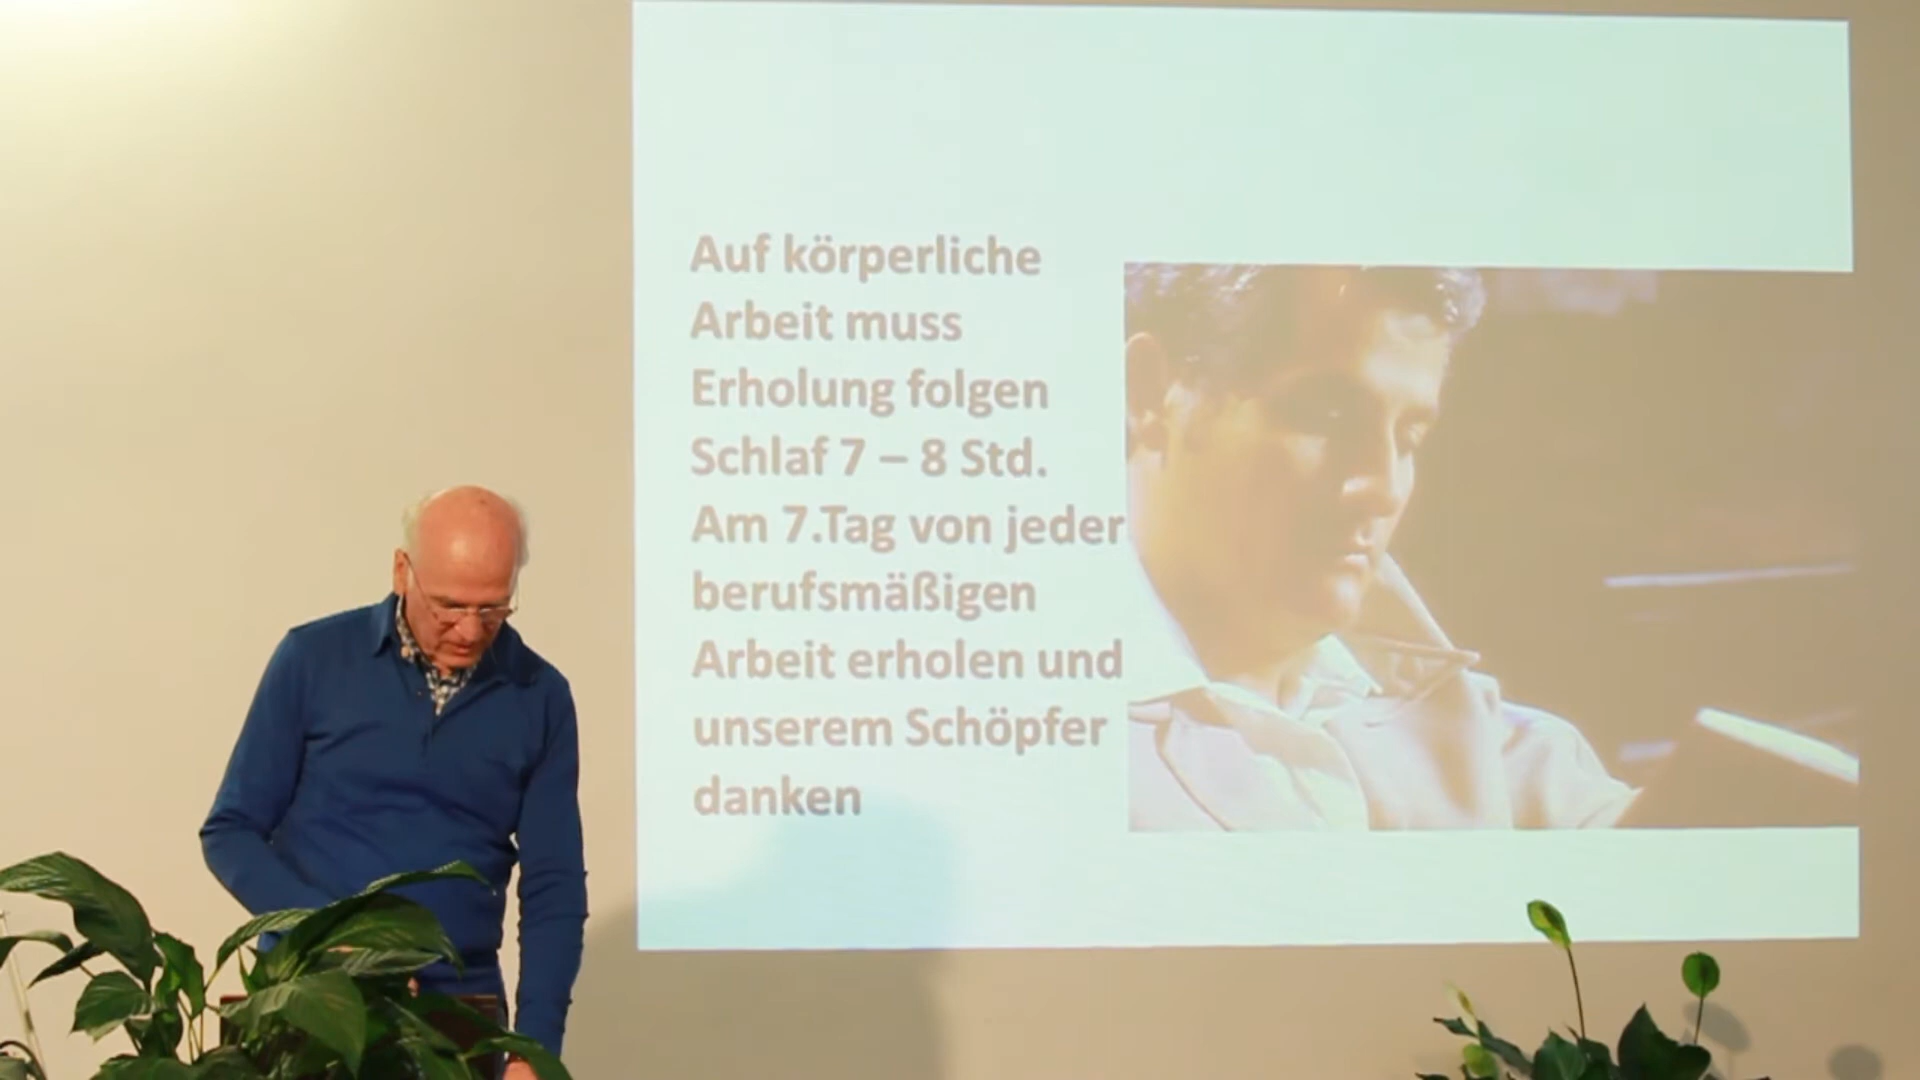 Auf körperliche
Arbeit muss
Erholung folgen
Schlaf 7 – 8 Std.
Am 7.Tag von jeder
berufsmäßigen
Arbeit erholen und
unserem Schöpfer
danken